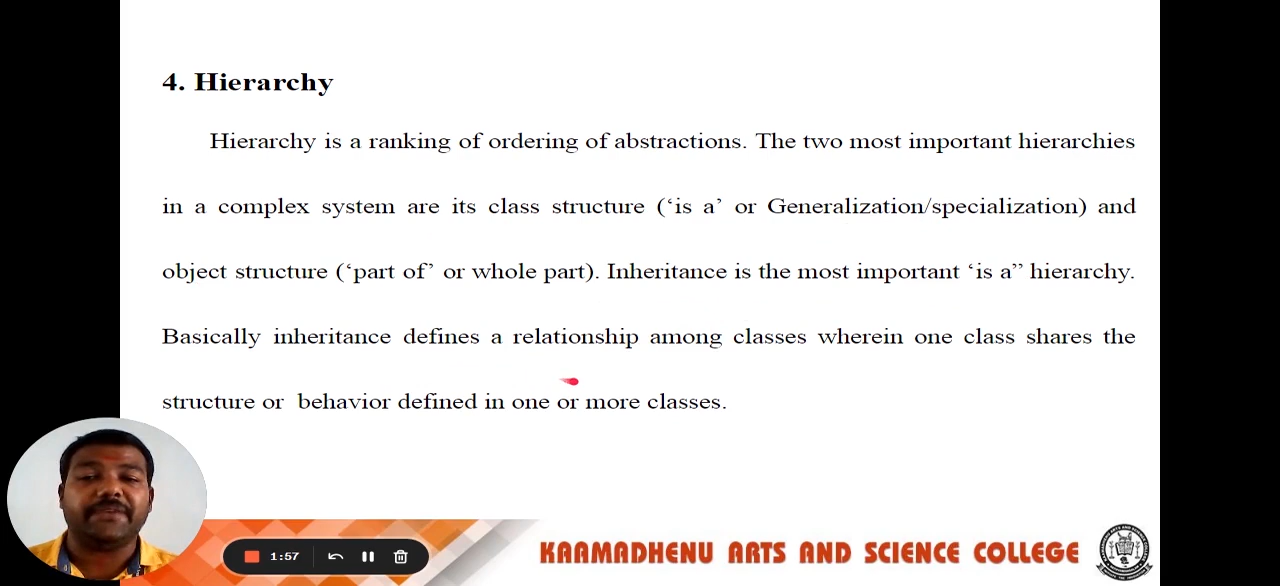 4. Hierarchy
Hierarchy is a ranking of ordering of abstractions. The two most important hierarchies
in a complex system are its class structure (‘is a’ or Generalization/specialization) and
object structure (‘part of’ or whole part). Inheritance is the most important ‘is a” hierarchy.
Basically inheritance defines a relationship among classes wherein one class shares the
structure or behavior defined in one or more classes.
1:57
KAAMADHENU ARTS AND SCIENCE COLLEGE